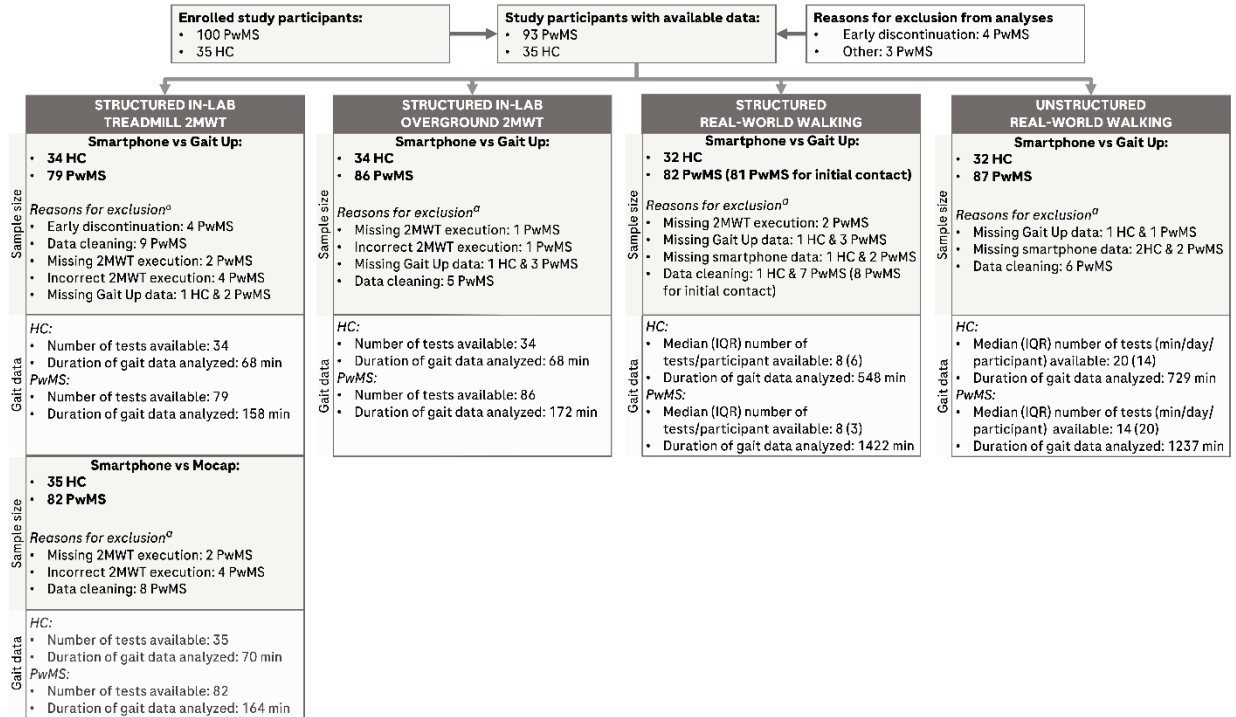 Enrolled study participants:
• 100 PwMS
• 35 HC
Study participants with available data:
• 93 PwMS
• 35 HC
Reasons for exclusion from analyses
• Early discontinuation: 4 PwMS
• Other: 3 PwMS
STRUCTURED IN-LAB
TREADMILL 2MWT
Sample size
Smartphone vs Gait Up:
• 34 HC
• 79 PwMS
Reasons for exclusionᵃ
• Early discontinuation: 4 PwMS
• Data cleaning: 9 PwMS
• Missing 2MWT execution: 2 PwMS
• Incorrect 2MWT execution: 4 PwMS
• Missing Gait Up data: 1 HC & 2 PwMS
Gait data
HC:
• Number of tests available: 34
• Duration of gait data analyzed: 68 min
PwMS:
• Number of tests available: 79
• Duration of gait data analyzed: 158 min
Sample size
Smartphone vs Mocap:
• 35 HC
• 82 PwMS
Reasons for exclusionᵃ
• Missing 2MWT execution: 2 PwMS
• Incorrect 2MWT execution: 4 PwMS
• Data cleaning: 8 PwMS
Gait data
HC:
• Number of tests available: 35
• Duration of gait data analyzed: 70 min
PwMS:
• Number of tests available: 82
• Duration of gait data analyzed: 164 min
STRUCTURED IN-LAB
OVERGROUND 2MWT
Sample size
Smartphone vs Gait Up:
• 34 HC
• 86 PwMS
Reasons for exclusionᵃ
• Missing 2MWT execution: 1 PwMS
• Incorrect 2MWT execution: 1 PwMS
• Missing Gait Up data: 1 HC & 3 PwMS
• Data cleaning: 5 PwMS
Gait data
HC:
• Number of tests available: 34
• Duration of gait data analyzed: 68 min
PwMS:
• Number of tests available: 86
• Duration of gait data analyzed: 172 min
STRUCTURED
REAL-WORLD WALKING
Sample size
Smartphone vs Gait Up:
• 32 HC
• 82 PwMS (81 PwMS for initial contact)
Reasons for exclusionᵃ
• Missing 2MWT execution: 2 PwMS
• Missing Gait Up data: 1 HC & 3 PwMS
• Missing smartphone data: 1 HC & 2 PwMS
• Data cleaning: 1 HC & 7 PwMS (8 PwMS
for initial contact)
Gait data
HC:
• Median (IQR) number of
tests/participant available: 8 (6)
• Duration of gait data analyzed: 548 min
PwMS:
• Median (IQR) number of
tests/participant available: 8 (3)
• Duration of gait data analyzed: 1422 min
UNSTRUCTURED
REAL-WORLD WALKING
Sample size
Smartphone vs Gait Up:
• 32 HC
• 87 PwMS
Reasons for exclusionᵃ
• Missing Gait Up data: 1 HC & 1 PwMS
• Missing smartphone data: 2HC & 2 PwMS
• Data cleaning: 6 PwMS
Gait data
HC:
• Median (IQR) number of tests (min/day/
participant) available: 20 (14)
• Duration of gait data analyzed: 729 min
PwMS:
• Median (IQR) number of tests (min/day/
participant) available: 14 (20)
• Duration of gait data analyzed: 1237 min